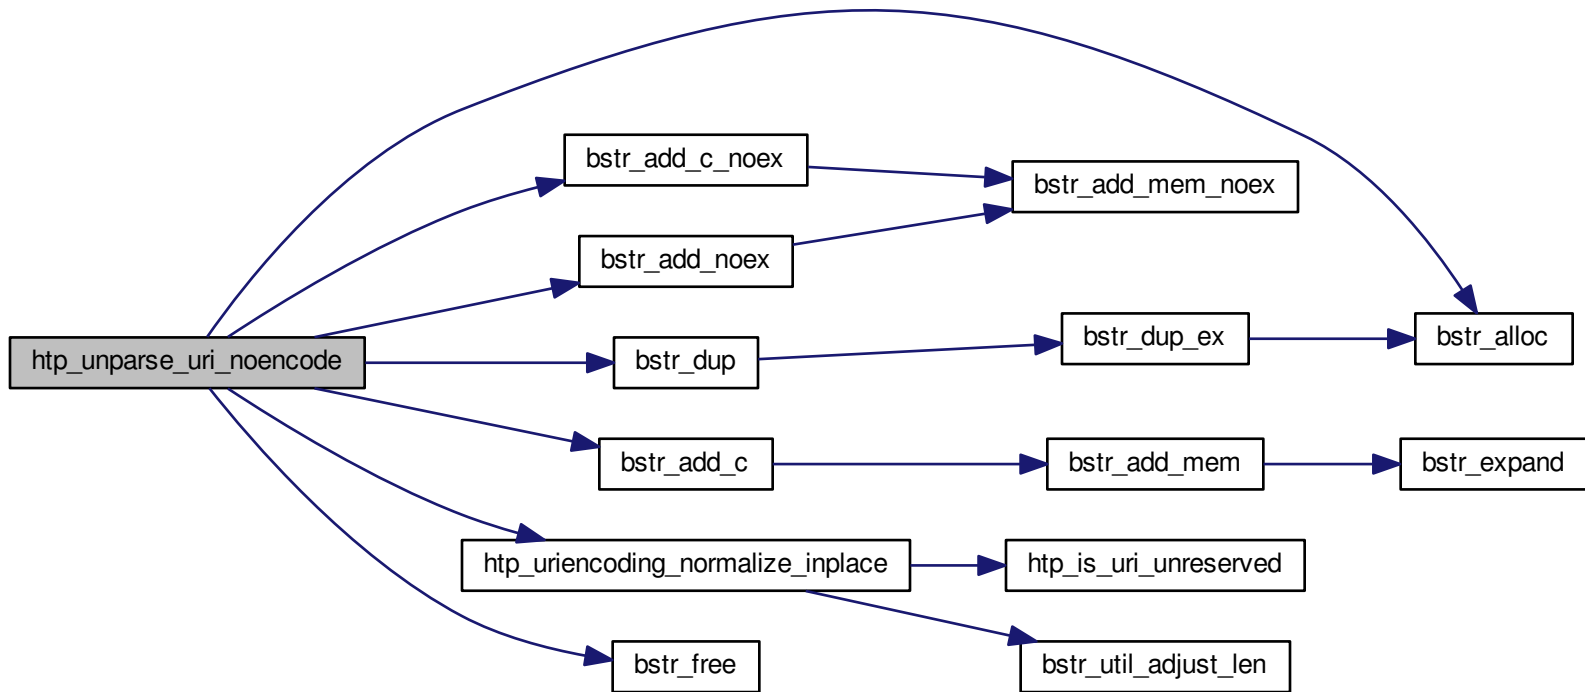 htp_unparse_uri_noencode
bstr_add_c_noex
bstr_add_mem_noex
bstr_add_noex
bstr_dup
bstr_dup_ex
bstr_alloc
bstr_add_c
bstr_add_mem
bstr_expand
htp_uriencoding_normalize_inplace
htp_is_uri_unreserved
bstr_util_adjust_len
bstr_free